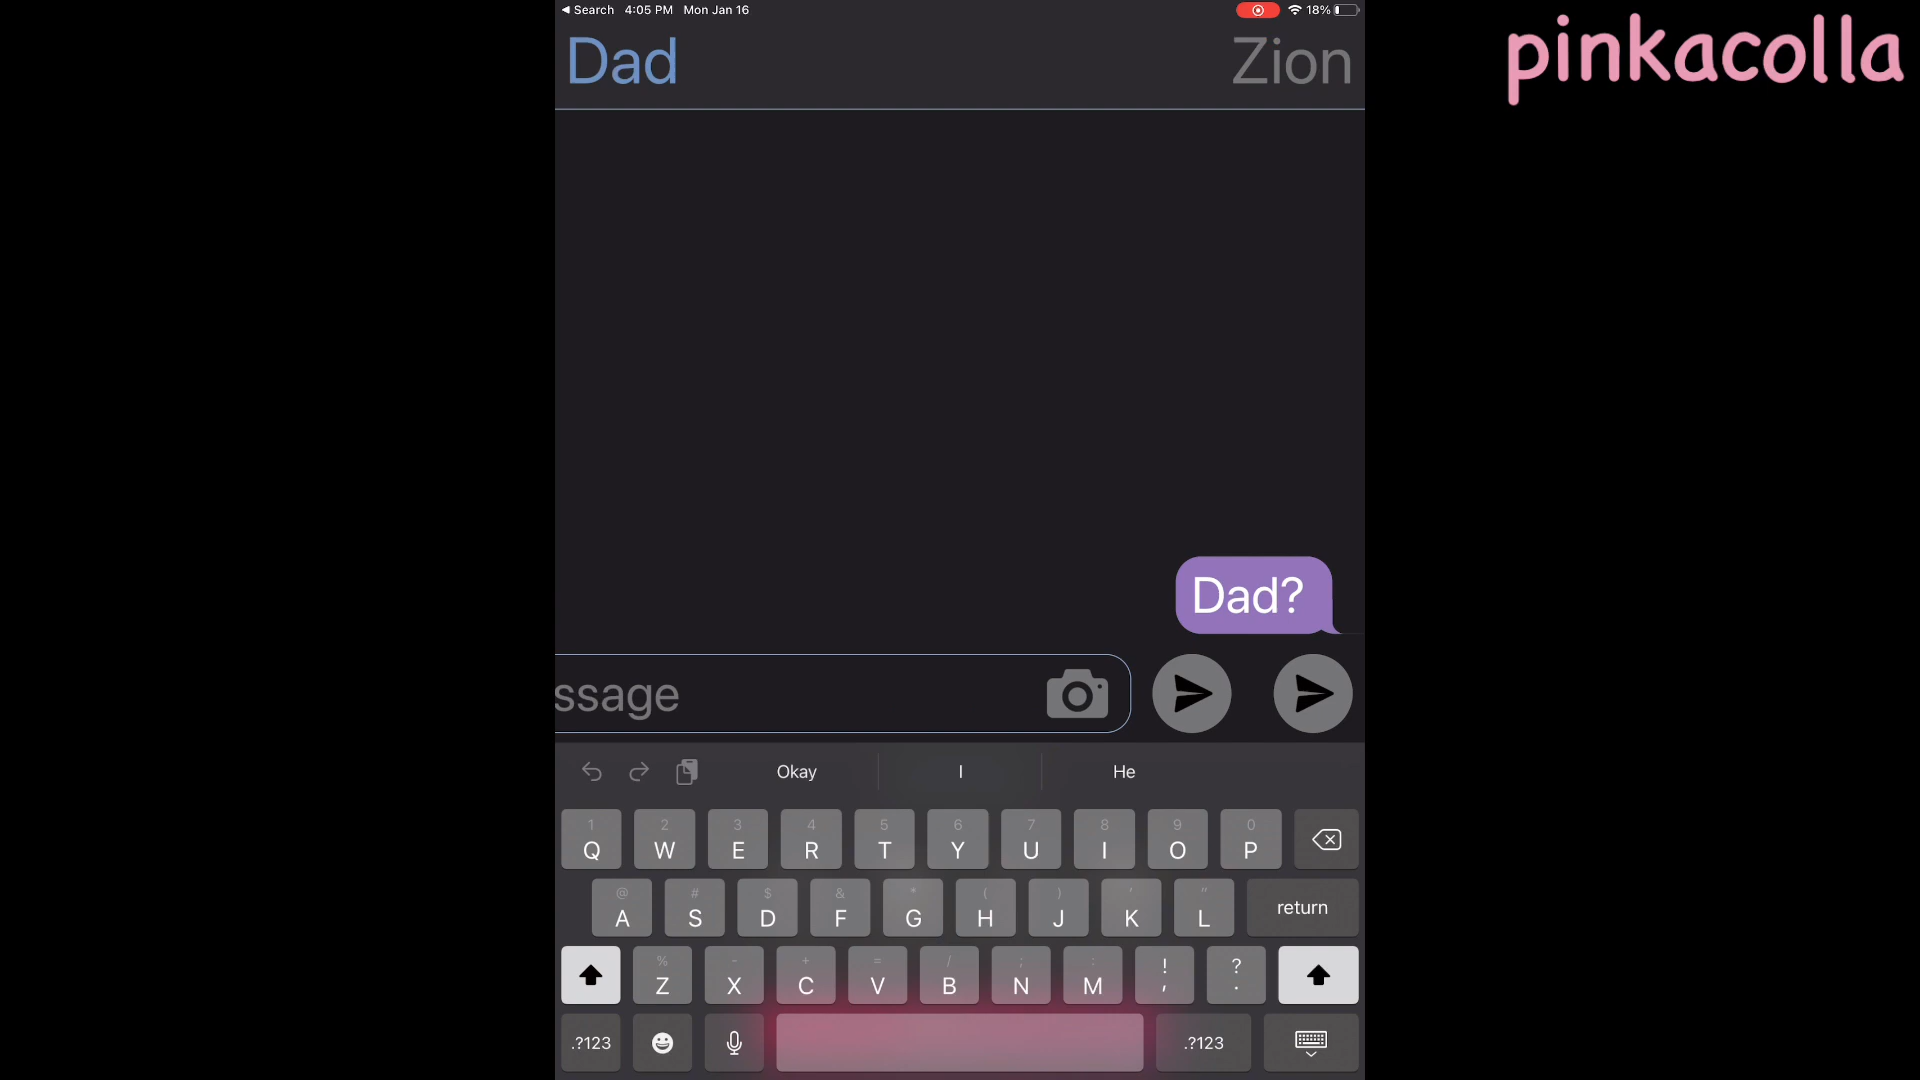 Search 4:05 PM Mon Jan 16 18%
pinkacolla
Dad Zion
Dad?
ssage
Okay I He
1 2 3 4 5 6 7 8 9 0
Q W E R T Y U I O P
@ # $ & * ( ) ' "
A S D F G H J K L return
% - + = / ; : ! ?
Z X C V B N M , .
.?123 .?123